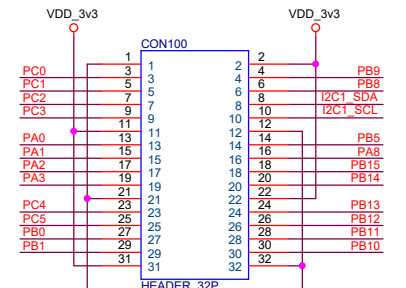 VDD_3v3 VDD_3v3
CON100
1 1 2 2
PC0 3 3 4 4 PB9
PC1 5 5 6 6 PB8
PC2 7 7 8 8 I2C1_SDA
PC3 9 9 10 10 I2C1_SCL
11 11 12 12
PA0 13 13 14 14 PB5
PA1 15 15 16 16 PA8
PA2 17 17 18 18 PB15
PA3 19 19 20 20 PB14
21 21 22 22
PC4 23 23 24 24 PB13
PC5 25 25 26 26 PB12
PB0 27 27 28 28 PB11
PB1 29 29 30 30 PB10
31 31 32 32
HEADER_32P